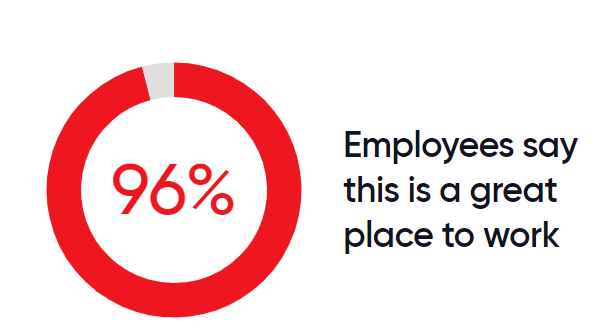 96%
Employees say
this is a great
place to work